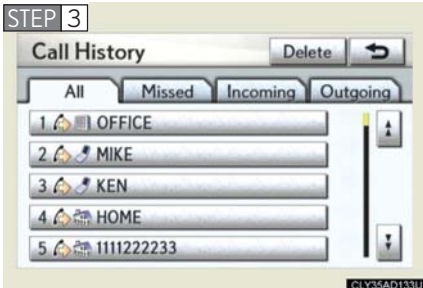 STEP 3
Call History Delete
All Missed Incoming Outgoing
1 OFFICE
2 MIKE
3 KEN
4 HOME
5 1111222233
CLY35AD133U